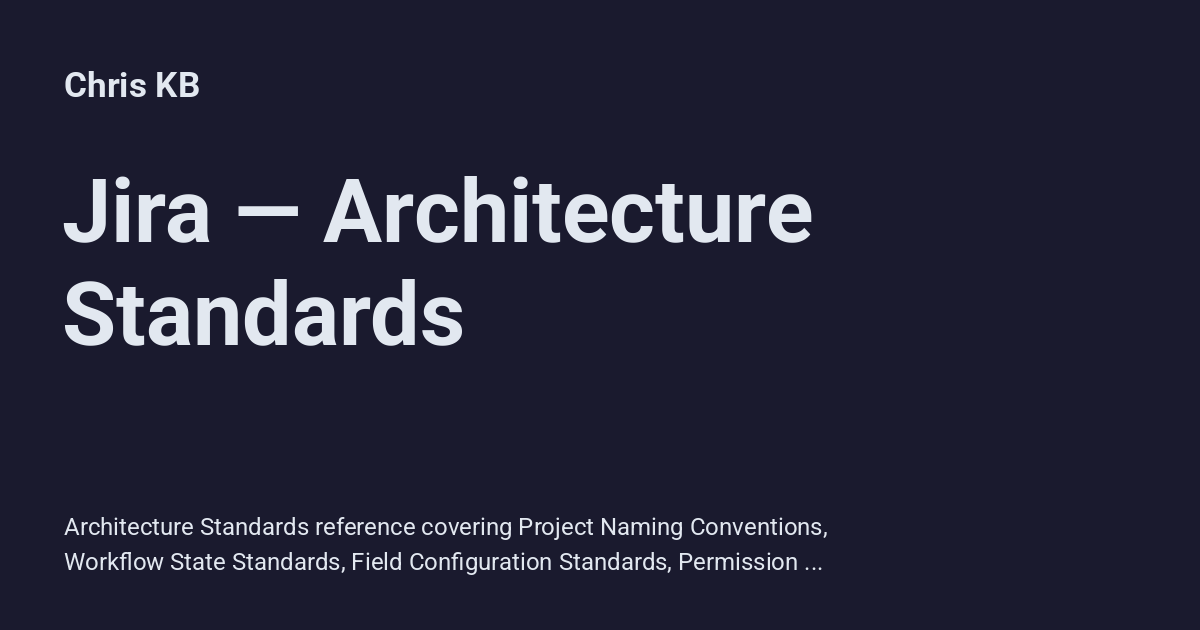 Chris KB
Jira — Architecture
Standards
Architecture Standards reference covering Project Naming Conventions,
Workflow State Standards, Field Configuration Standards, Permission ...